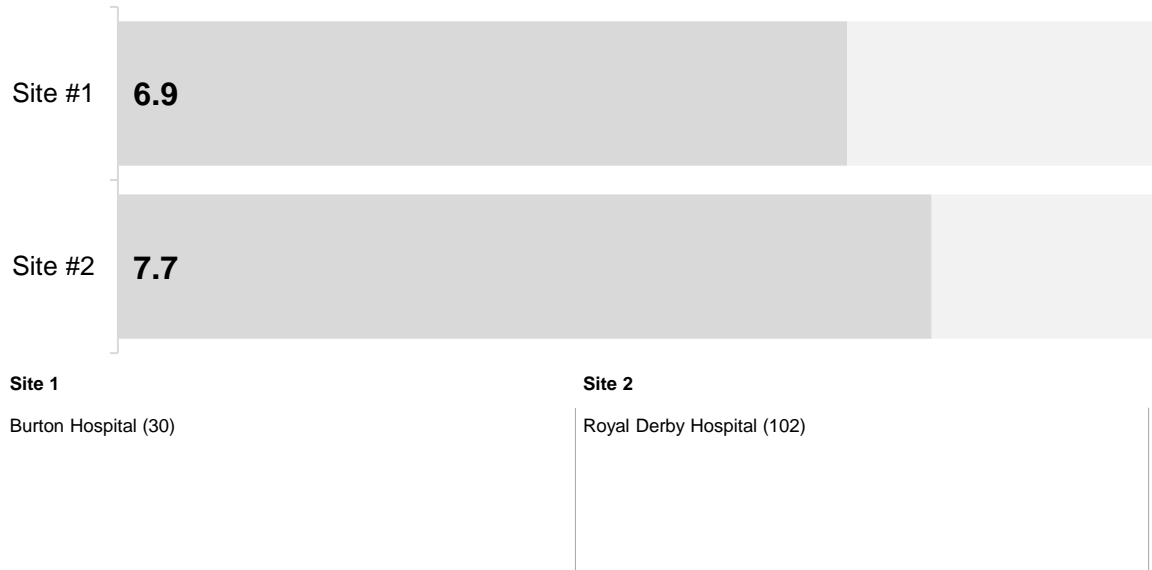 Site #1 6.9
Site #2 7.7
Site 1 Site 2
Burton Hospital (30) Royal Derby Hospital (102)